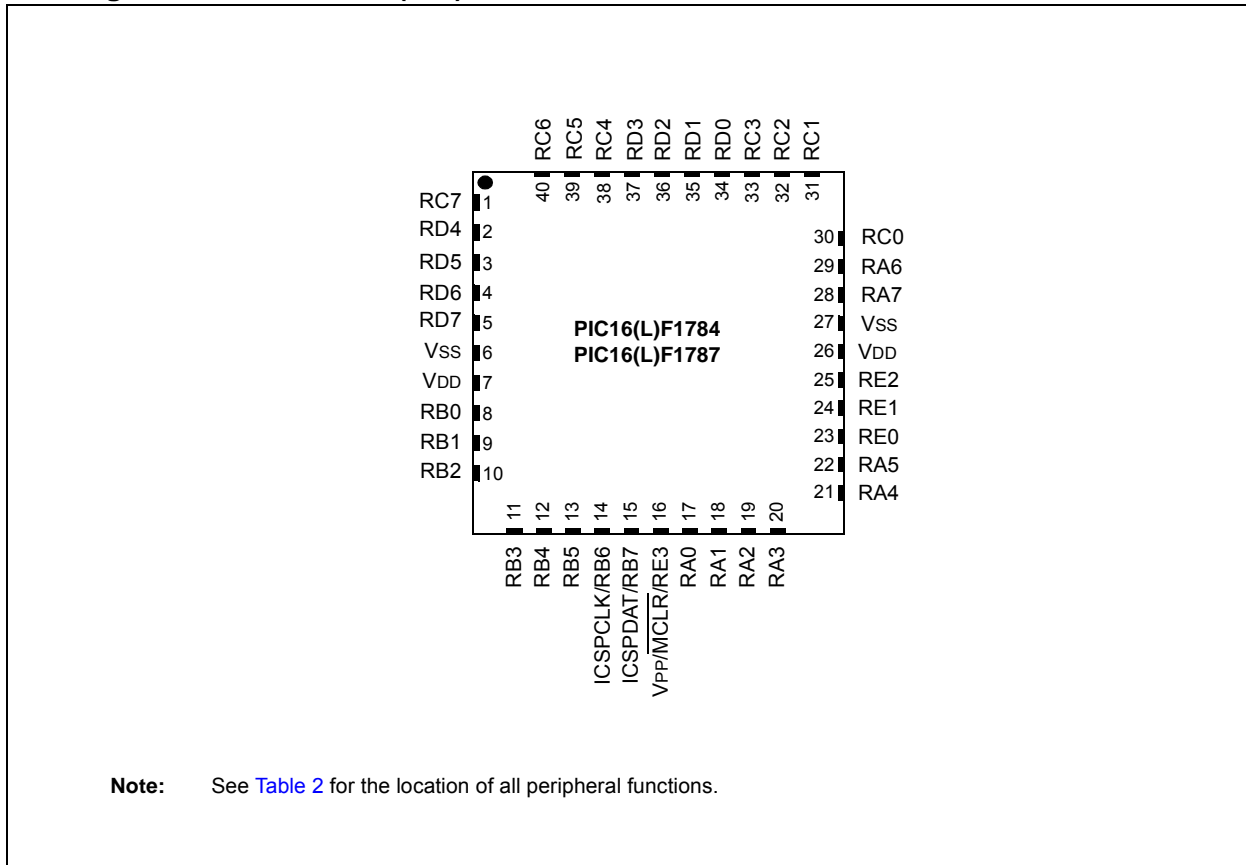 RC6
RC5
RC4
RD3
RD2
RD1
RD0
RC3
RC2
RC1
40
39
38
37
36
35
34
33
32
31
RC7 1
RD4 2
RD5 3
RD6 4
RD7 5
VSS 6
VDD 7
RB0 8
RB1 9
RB2 10
PIC16(L)F1784
PIC16(L)F1787
30 RC0
29 RA6
28 RA7
27 VSS
26 VDD
25 RE2
24 RE1
23 RE0
22 RA5
21 RA4
11
12
13
14
15
16
17
18
19
20
RB3
RB4
RB5
ICSPCLK/RB6
ICSPDAT/RB7
VPP/MCLR/RE3
RA0
RA1
RA2
RA3
Note: See Table 2 for the location of all peripheral functions.